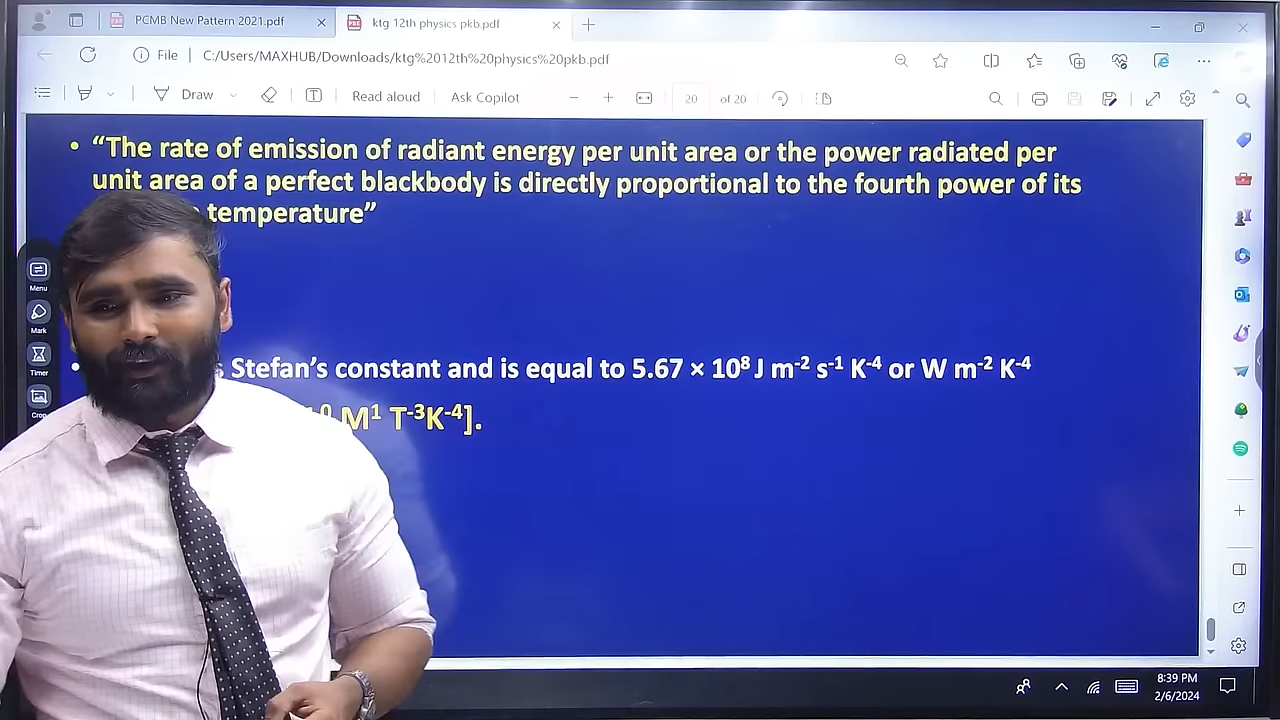 PCMB New Pattern 2021.pdf
ktg 12th physics pkb.pdf
File
C:/Users/MAXHUB/Downloads/ktg%2012th%20physics%20pkb.pdf
Draw
Read aloud
Ask Copilot
20
of 20
• “The rate of emission of radiant energy per unit area or the power radiated per
unit area of a perfect blackbody is directly proportional to the fourth power of its
temperature”
Menu
Mark
Timer
Crop
Stefan’s constant and is equal to 5.67 × 10⁸ J m⁻² s⁻¹ K⁻⁴ or W m⁻² K⁻⁴
M¹ T⁻³K⁻⁴].
8:39 PM
2/6/2024